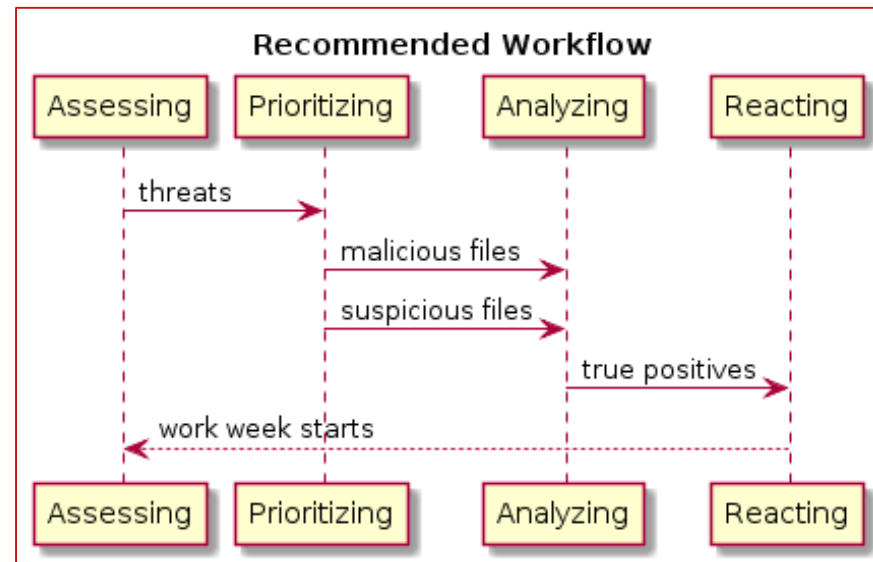 Recommended Workflow
Assessing Prioritizing Analyzing Reacting
threats
malicious files
suspicious files
true positives
work week starts
Assessing Prioritizing Analyzing Reacting